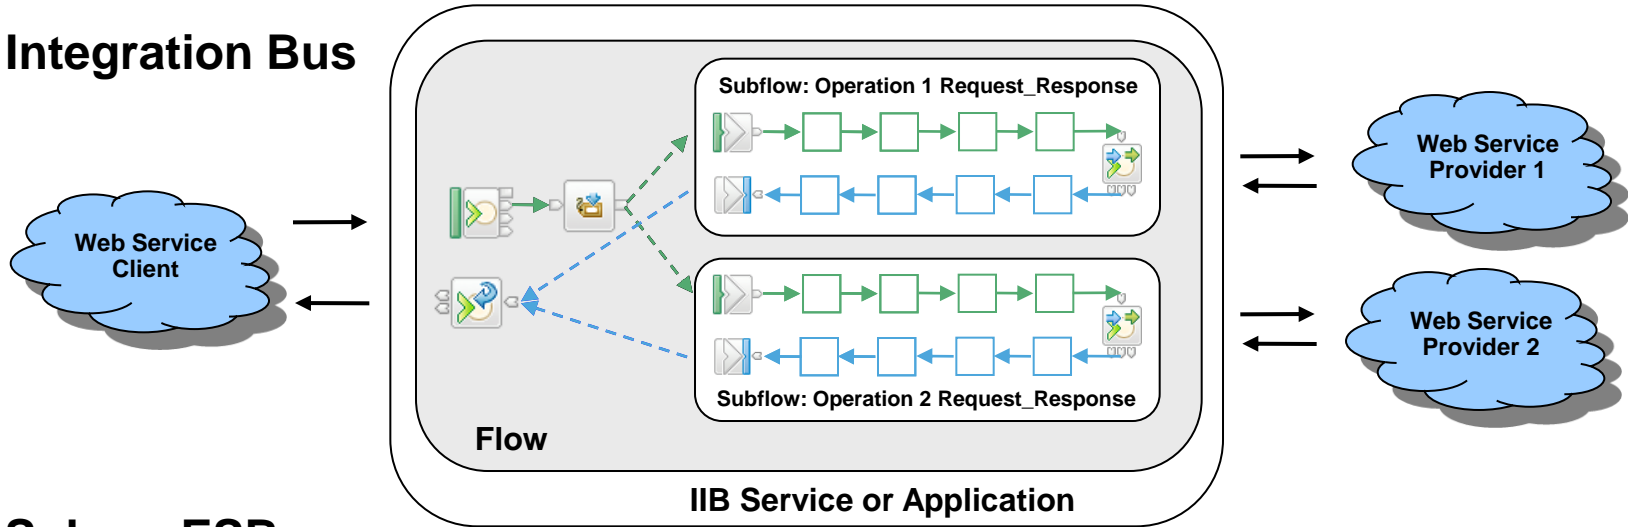 Integration Bus
Subflow: Operation 1 Request_Response
Web Service
Provider 1
Web Service
Client
Web Service
Provider 2
Subflow: Operation 2 Request_Response
Flow
IIB Service or Application